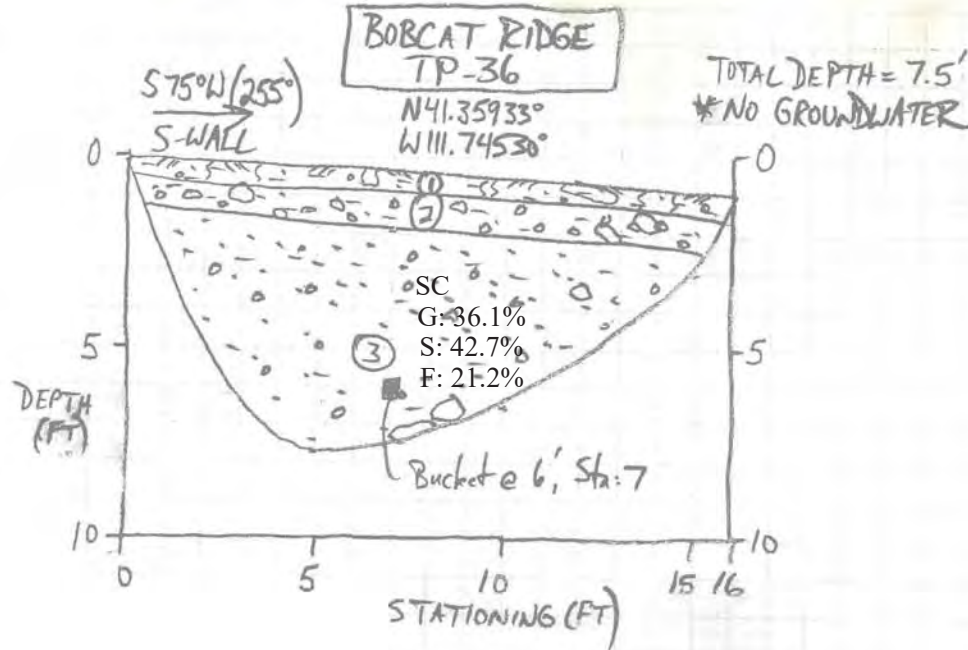 BOBCAT RIDGE
TP-36
N41.35933°
W111.74530°
S75°W (255°)
S-WALL
TOTAL DEPTH = 7.5'
* NO GROUNDWATER
0
0
1
2
SC
G: 36.1%
S: 42.7%
F: 21.2%
3
5
5
DEPTH
(FT)
Bucket @ 6', Sta: 7
10
10
0 5 10 15 16
STATIONING (FT)